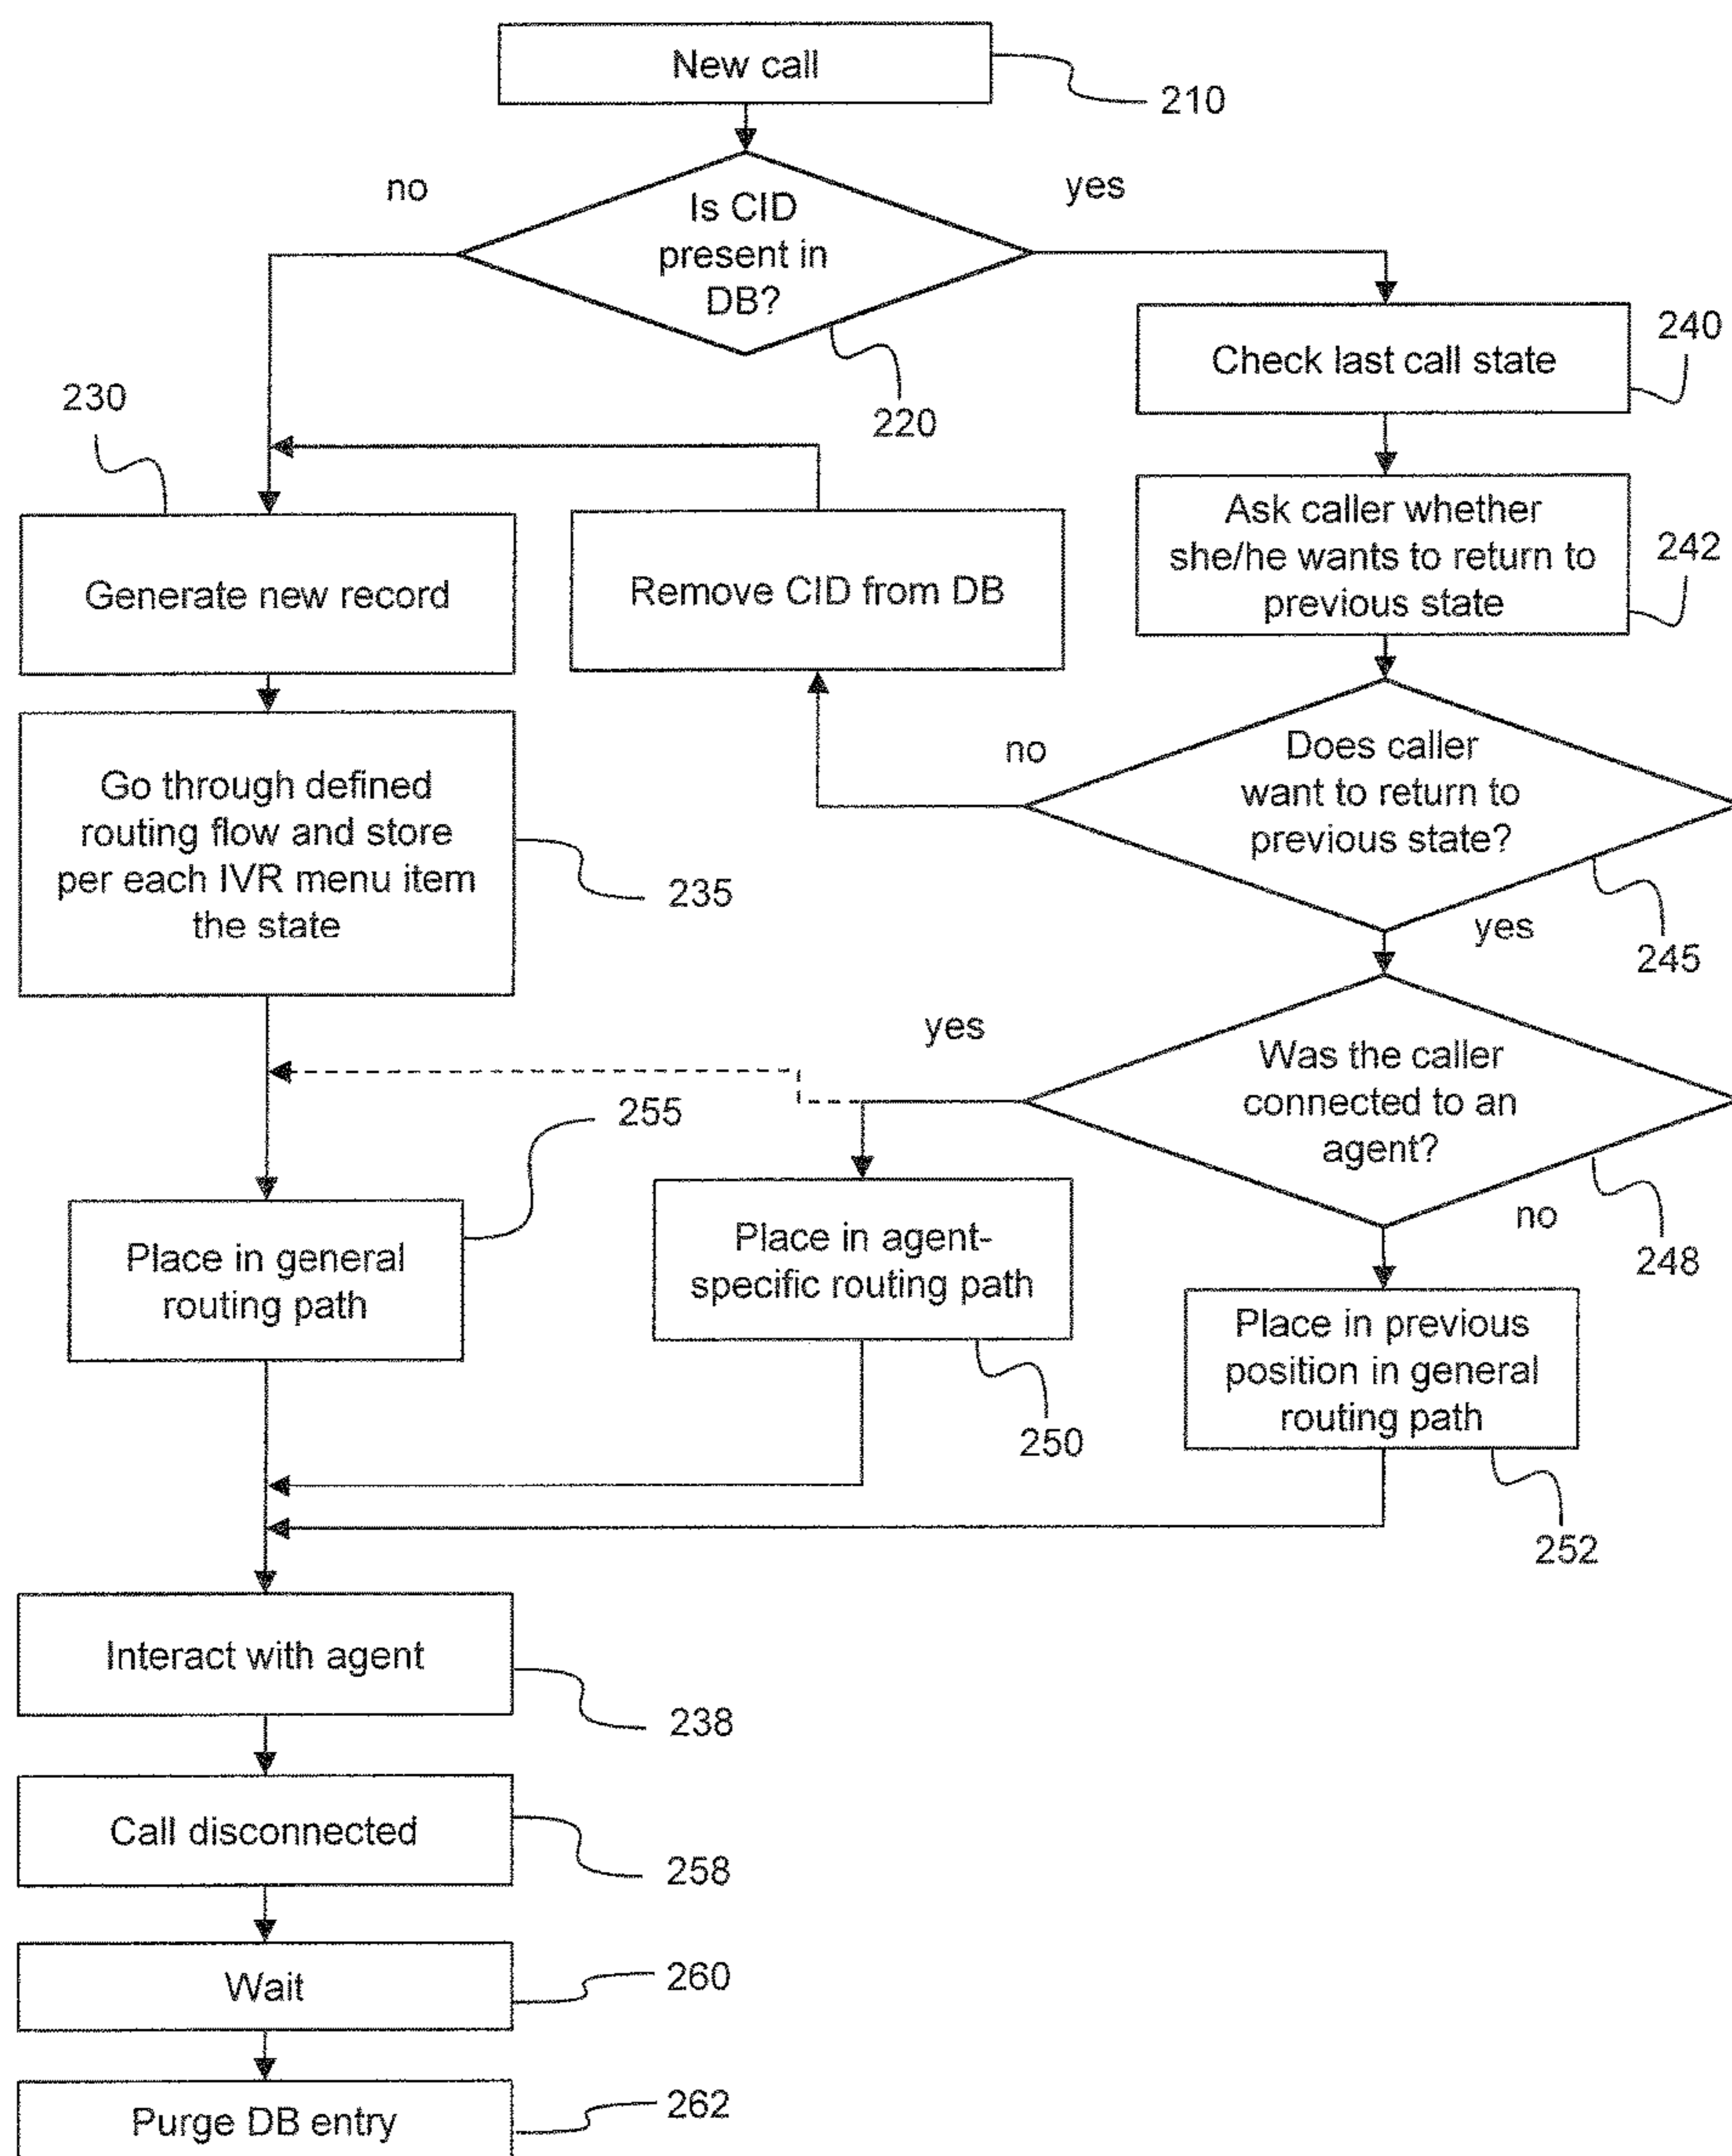 New call
210
no
yes
Is CID
present in
DB?
220
240
Check last call state
230
Generate new record
Remove CID from DB
Ask caller whether
she/he wants to return to
previous state
242
Go through defined
routing flow and store
per each IVR menu item
the state
235
no
Does caller
want to return to
previous state?
yes
245
yes
Was the caller
connected to an
agent?
no
248
255
Place in general
routing path
Place in agent-
specific routing path
250
Place in previous
position in general
routing path
252
Interact with agent
238
Call disconnected
258
Wait
260
Purge DB entry
262